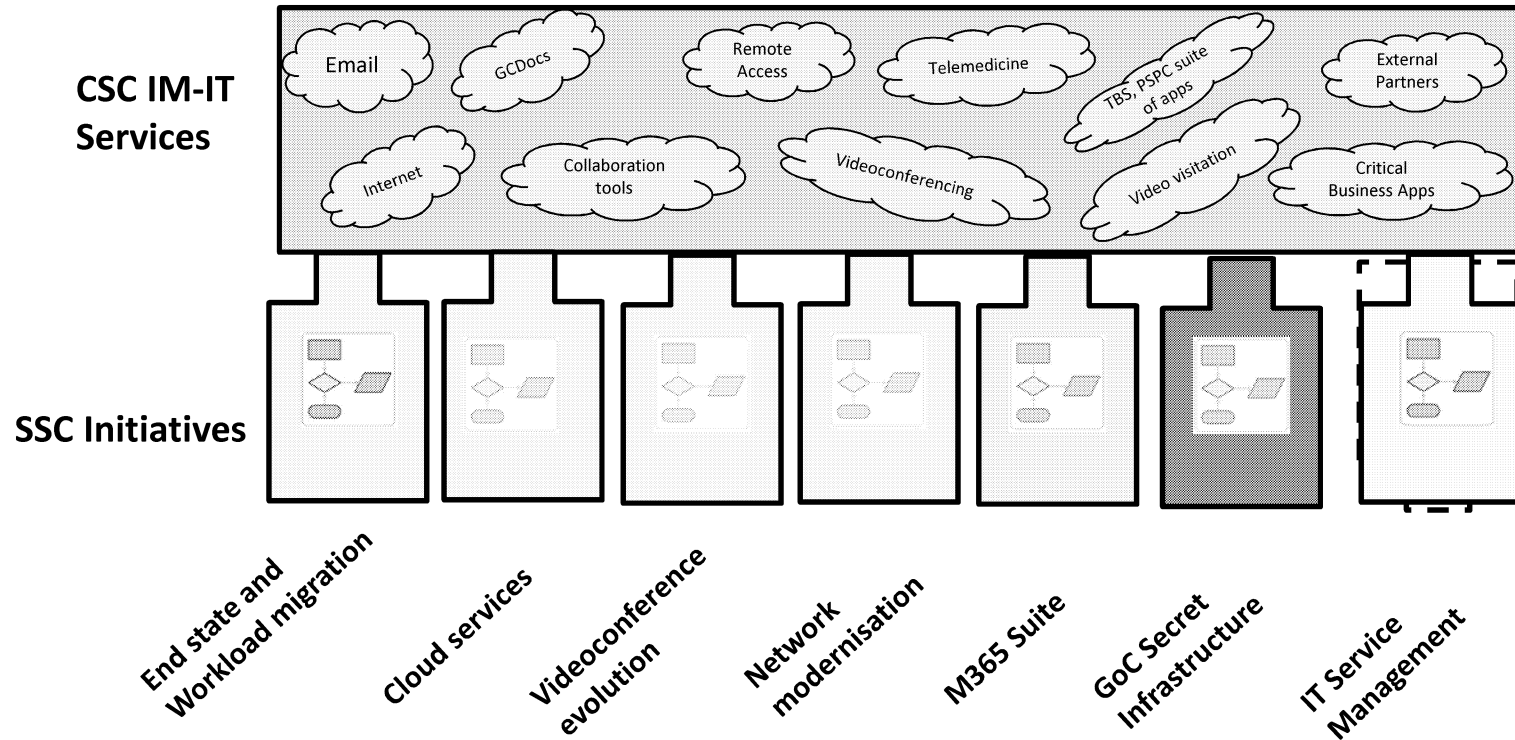 CSC IM-IT
Services
Email
GCDocs
Remote
Access
Telemedicine
TBS, PSPC suite
of apps
External
Partners
Internet
Collaboration
tools
Videoconferencing
Video visitation
Critical
Business Apps
SSC Initiatives
End state and
Workload migration
Cloud services
Videoconference
evolution
Network
modernisation
M365 Suite
GoC Secret
Infrastructure
IT Service
Management